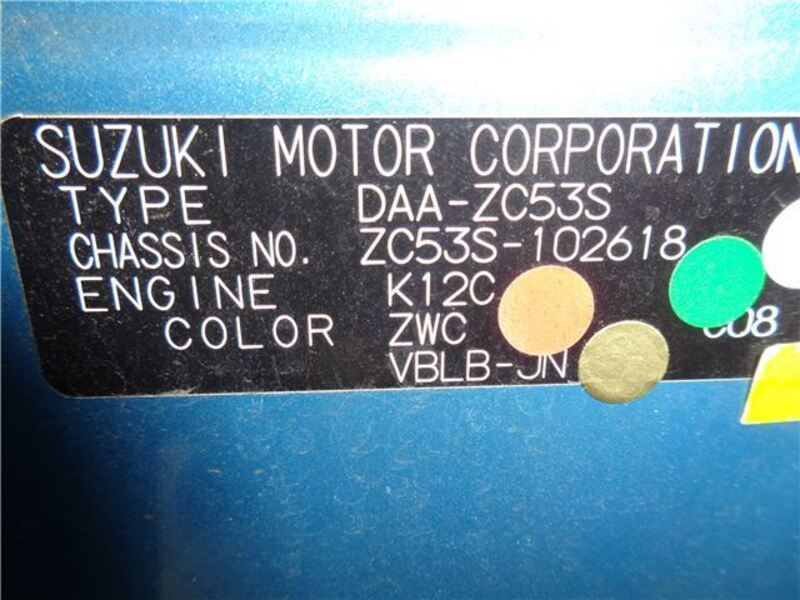 SUZUKI MOTOR CORPORATION
TYPE DAA-ZC53S
CHASSIS NO. ZC53S-102618
ENGINE K12C
COLOR ZWC
VBLB-JN